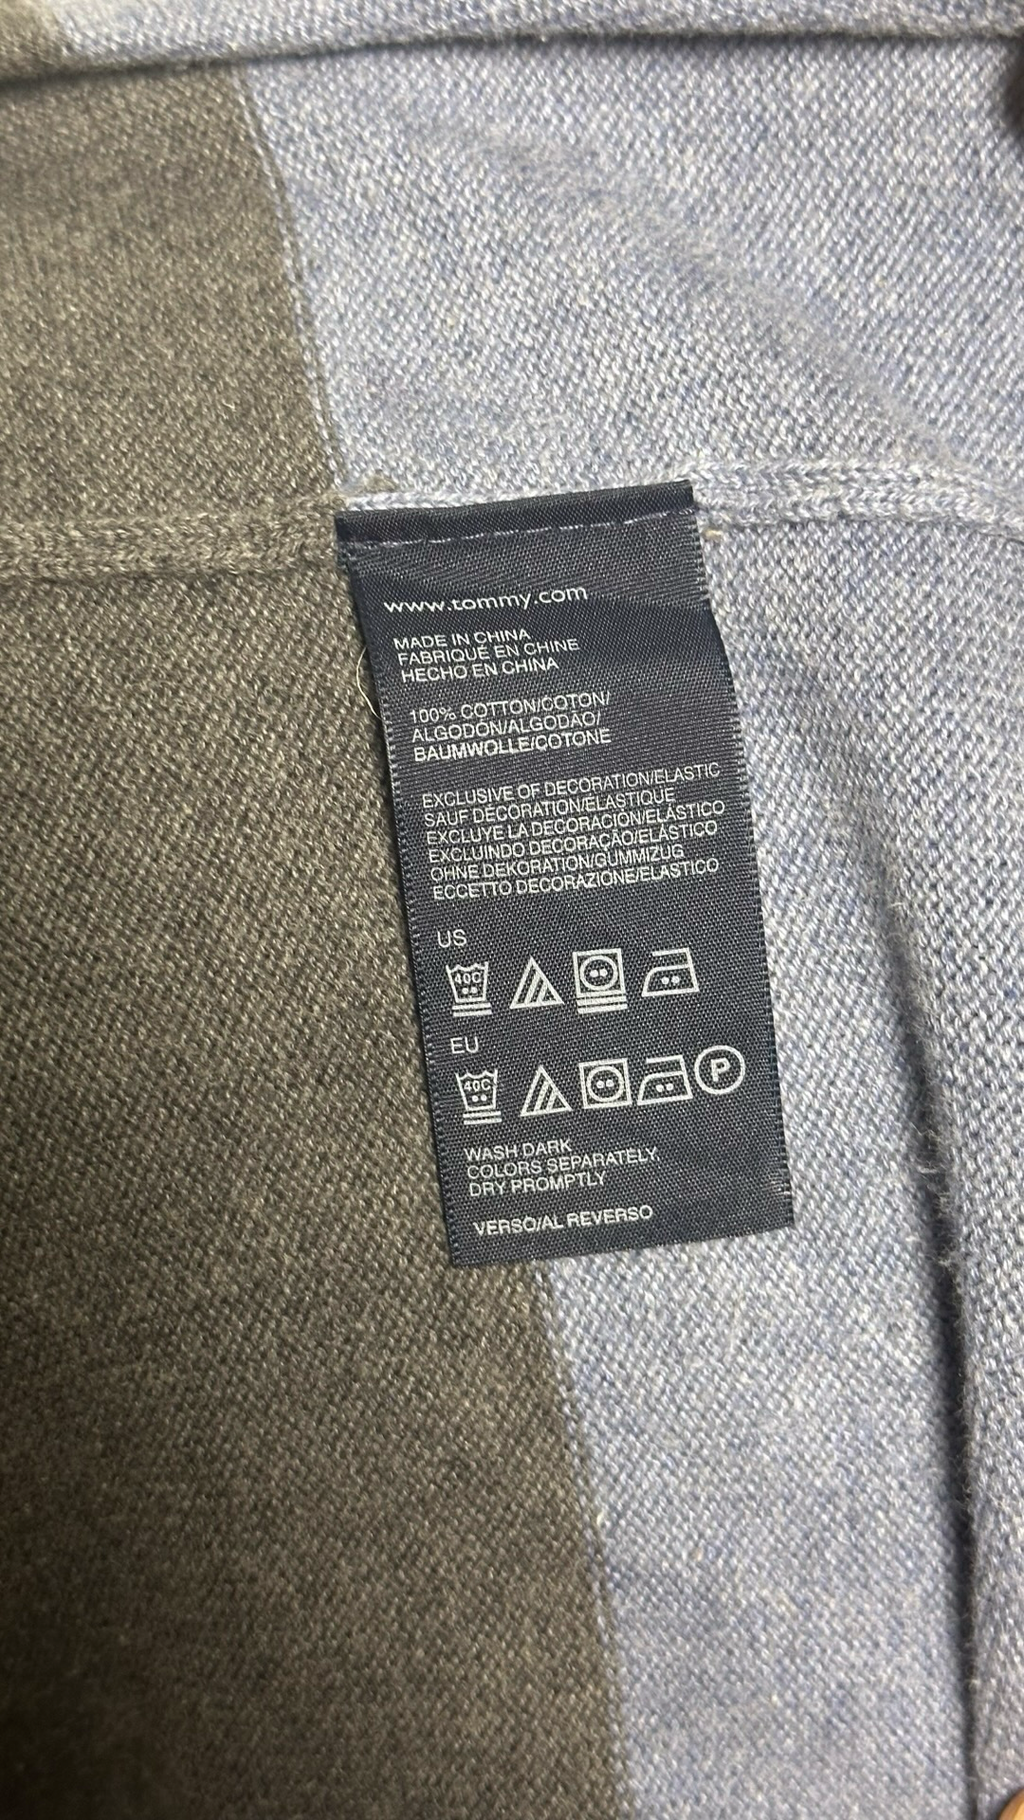 www.tommy.com
MADE IN CHINA
FABRIQUÉ EN CHINE
HECHO EN CHINA
100% COTTON/COTON/
ALGODÓN/ALGODÃO/
BAUMWOLLE/COTONE
EXCLUSIVE OF DECORATION/ELASTIC
SAUF DÉCORATION/ÉLASTIQUE
EXCLUYE LA DECORACIÓN/ELÁSTICO
EXCLUINDO DECORAÇÃO/ELÁSTICO
OHNE DEKORATION/GUMMIZUG
ECCETTO DECORAZIONE/ELASTICO
US
40C
EU
40C P
WASH DARK
COLORS SEPARATELY.
DRY PROMPTLY
VERSO/AL REVERSO